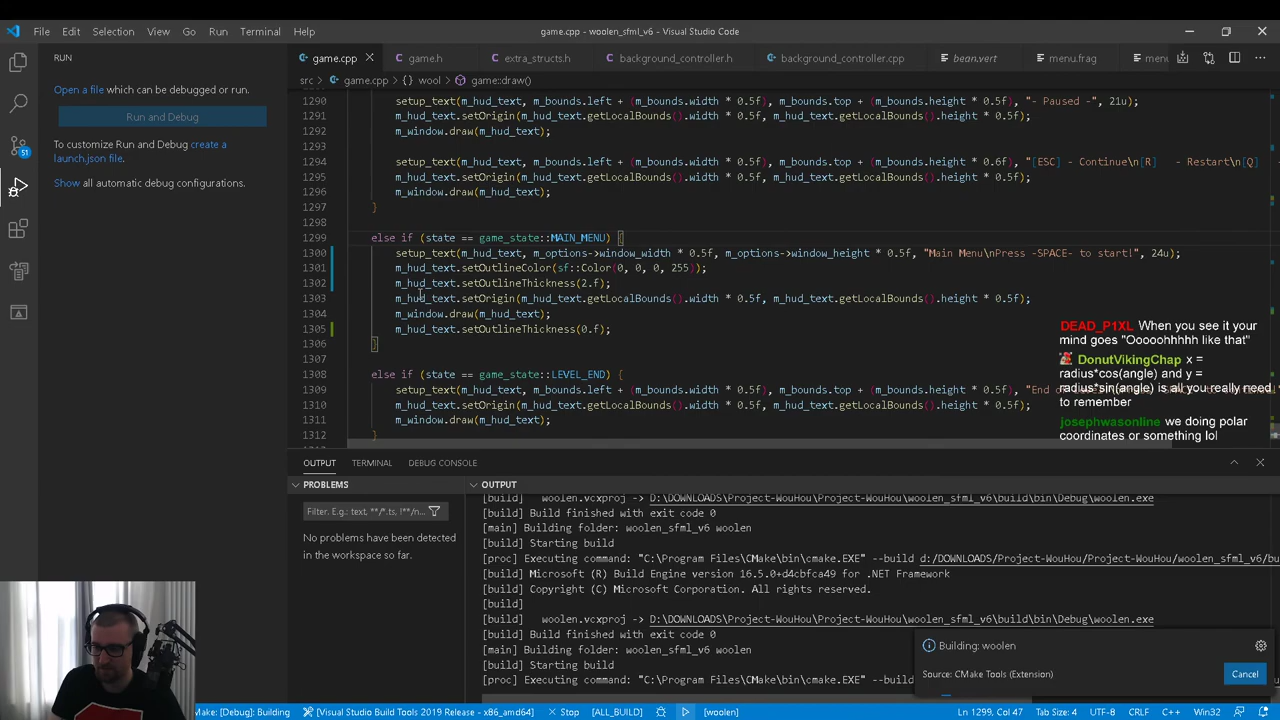 File Edit Selection View Go Run Terminal Help
game.cpp - woolen_sfml_v6 - Visual Studio Code
RUN
game.cpp game.h extra_structs.h background_controller.h background_controller.cpp bean.vert menu.frag menu
src > game.cpp > {} wool > game::draw()
Open a file which can be debugged or run.
Run and Debug
To customize Run and Debug create a
launch.json file.
Show all automatic debug configurations.
51
1290 setup_text(m_hud_text, m_bounds.left + (m_bounds.width * 0.5f), m_bounds.top + (m_bounds.height * 0.5f), "- Paused -", 21u);
1291 m_hud_text.setOrigin(m_hud_text.getLocalBounds().width * 0.5f, m_hud_text.getLocalBounds().height * 0.5f);
1292 m_window.draw(m_hud_text);
1293
1294 setup_text(m_hud_text, m_bounds.left + (m_bounds.width * 0.5f), m_bounds.top + (m_bounds.height * 0.6f), "[ESC] - Continue\n[R]   - Restart\n[Q]
1295 m_hud_text.setOrigin(m_hud_text.getLocalBounds().width * 0.5f, m_hud_text.getLocalBounds().height * 0.5f);
1296 m_window.draw(m_hud_text);
1297 }
1298
1299 else if (state == game_state::MAIN_MENU) {
1300 setup_text(m_hud_text, m_options->window_width * 0.5f, m_options->window_height * 0.5f, "Main Menu\nPress -SPACE- to start!", 24u);
1301 m_hud_text.setOutlineColor(sf::Color(0, 0, 0, 255));
1302 m_hud_text.setOutlineThickness(2.f);
1303 m_hud_text.setOrigin(m_hud_text.getLocalBounds().width * 0.5f, m_hud_text.getLocalBounds().height * 0.5f);
1304 m_window.draw(m_hud_text);
1305 m_hud_text.setOutlineThickness(0.f);
1306 }
1307
1308 else if (state == game_state::LEVEL_END) {
1309 setup_text(m_hud_text, m_bounds.left + (m_bounds.width * 0.5f), m_bounds.top + (m_bounds.height * 0.5f), "End o
1310 m_hud_text.setOrigin(m_hud_text.getLocalBounds().width * 0.5f, m_hud_text.getLocalBounds().height * 0.5f);
1311 m_window.draw(m_hud_text);
1312 }
DEAD_P1XL When you see it your
mind goes "Ooooohhhhh like that"
DonutVikingChap x =
radius*cos(angle) and y =
radius*sin(angle) is all you really need
to remember
josephwasonline we doing polar
coordinates or something lol
OUTPUT TERMINAL DEBUG CONSOLE
PROBLEMS
Filter. E.g.: text, **/*.ts, !**/n...
No problems have been detected
in the workspace so far.
OUTPUT
[build] woolen.vcxproj -> D:\DOWNLOADS\Project-WouHou\Project-WouHou\woolen_sfml_v6\build\bin\Debug\woolen.exe
[build] Build finished with exit code 0
[main] Building folder: woolen_sfml_v6 woolen
[build] Starting build
[proc] Executing command: "C:\Program Files\CMake\bin\cmake.EXE" --build d:/DOWNLOADS/Project-WouHou/Project-WouHou/woolen_sfml_v6/bu
[build] Microsoft (R) Build Engine version 16.5.0+d4cbfca49 for .NET Framework
[build] Copyright (C) Microsoft Corporation. All rights reserved.
[build]
[build] woolen.vcxproj -> D:\DOWNLOADS\Project-WouHou\Project-WouHou\woolen_sfml_v6\build\bin\Debug\woolen.exe
[build] Build finished with exit code 0
[main] Building folder: woolen_sfml_v6 woolen
[build] Starting build
[proc] Executing command: "C:\Program Files\CMake\bin\cmake.EXE" --build
Building: woolen
Source: CMake Tools (Extension)
Cancel
Make: [Debug]: Building [Visual Studio Build Tools 2019 Release - x86_amd64] Stop [ALL_BUILD] [woolen] Ln 1299, Col 47 Tab Size: 4 UTF-8 CRLF C++ Win32